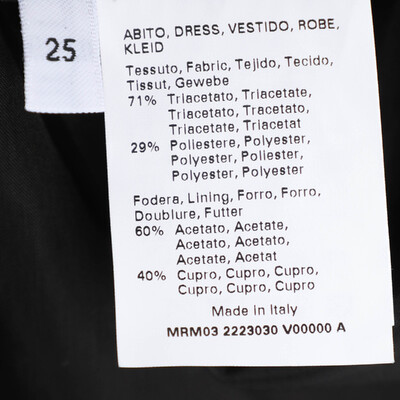 25
ABITO, DRESS, VESTIDO, ROBE,
KLEID
Tessuto, Fabric, Tejido, Tecido,
Tissut, Gewebe
71% Triacetato, Triacetate,
Triacetato, Tracetato,
Triacetate, Triacetat
29% Poliestere, Polyester,
Polyester, Poliester,
Polyester, Polyester
Fodera, Lining, Forro, Forro,
Doublure, Futter
60% Acetato, Acetate,
Acetato, Acetato,
Acetate, Acetat
40% Cupro, Cupro, Cupro,
Cupro, Cupro, Cupro
Made in Italy
MRM03 2223030 V00000 A